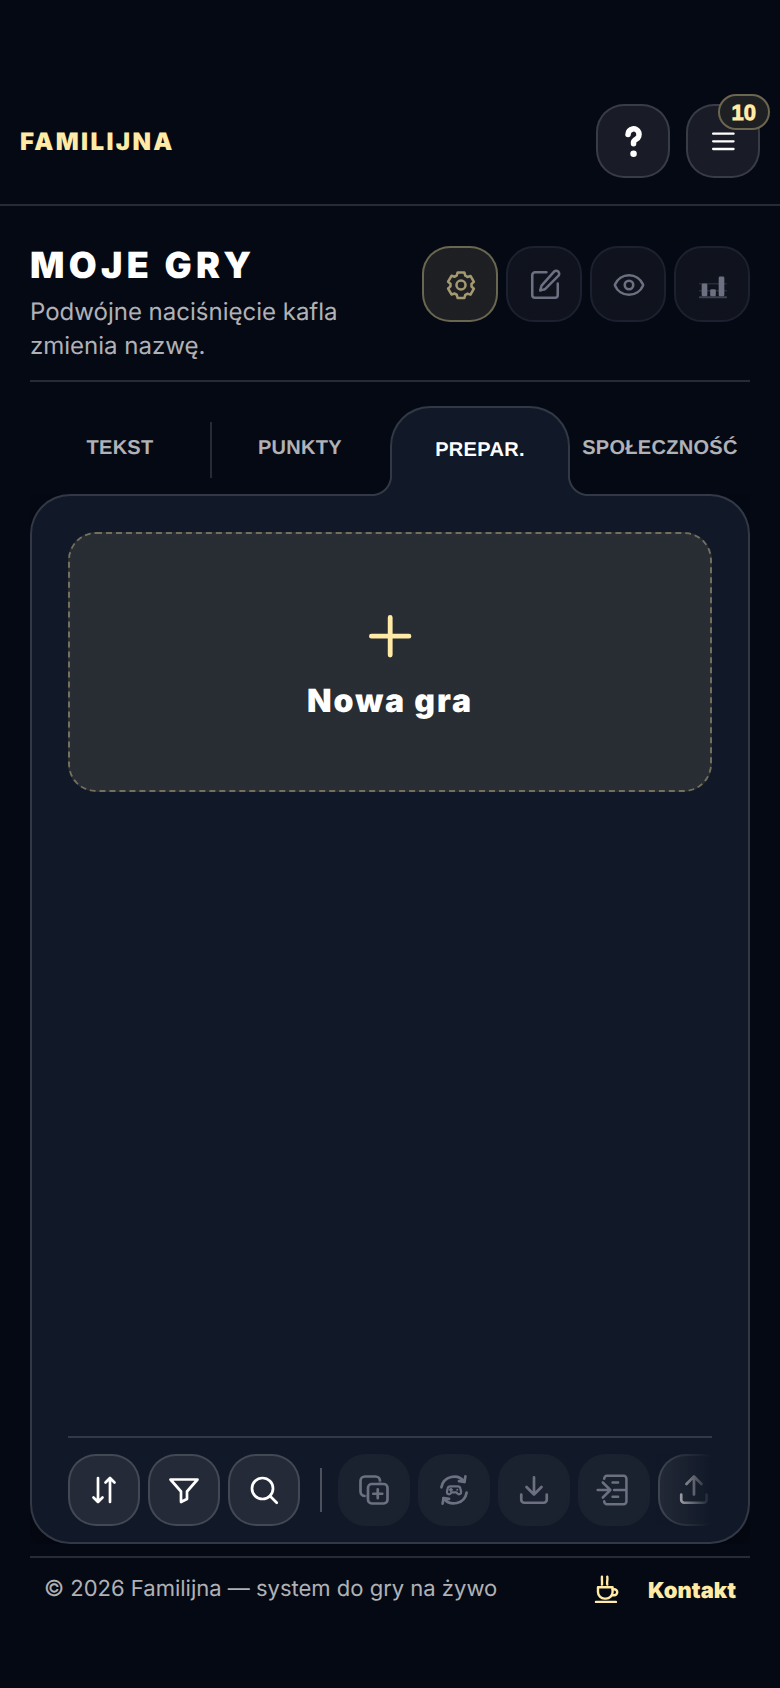 FAMILIJNA
10
MOJE GRY
Podwójne naciśnięcie kafla
zmienia nazwę.
TEKST
PUNKTY
PREPAR.
SPOŁECZNOŚĆ
Nowa gra
© 2026 Familijna — system do gry na żywo
Kontakt